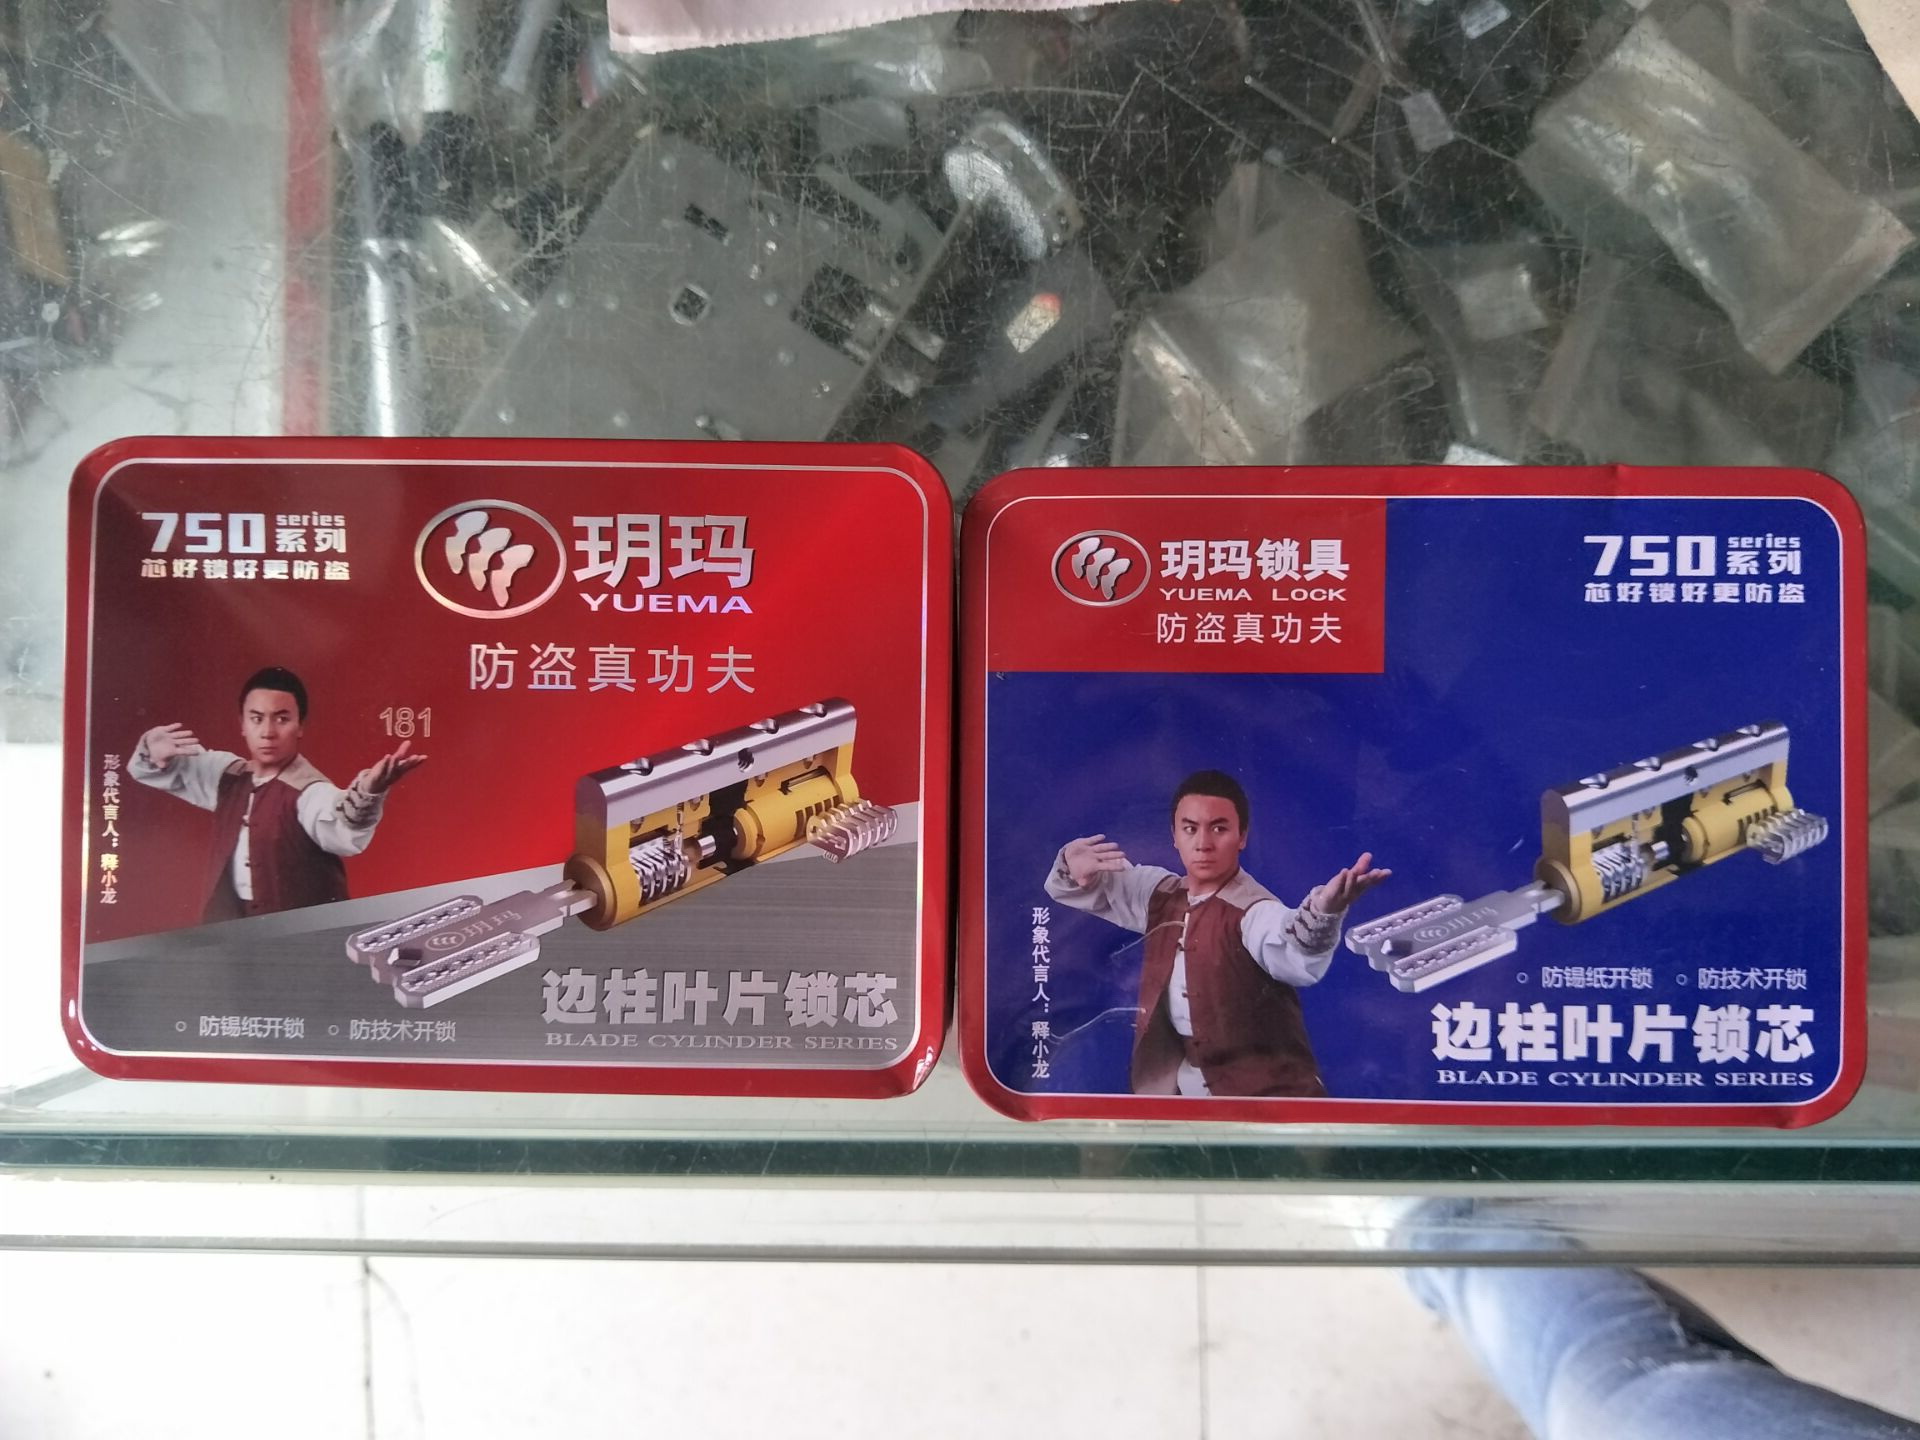 750 series 系列
芯好锁好更防盗
玥玛
YUEMA
防盗真功夫
181
形象代言人：释小龙
玥玛
防锡纸开锁 防技术开锁
边柱叶片锁芯
BLADE CYLINDER SERIES
玥玛锁具
YUEMA LOCK
防盗真功夫
750 series 系列
芯好锁好更防盗
形象代言人：释小龙
玥玛
防锡纸开锁 防技术开锁
边柱叶片锁芯
BLADE CYLINDER SERIES